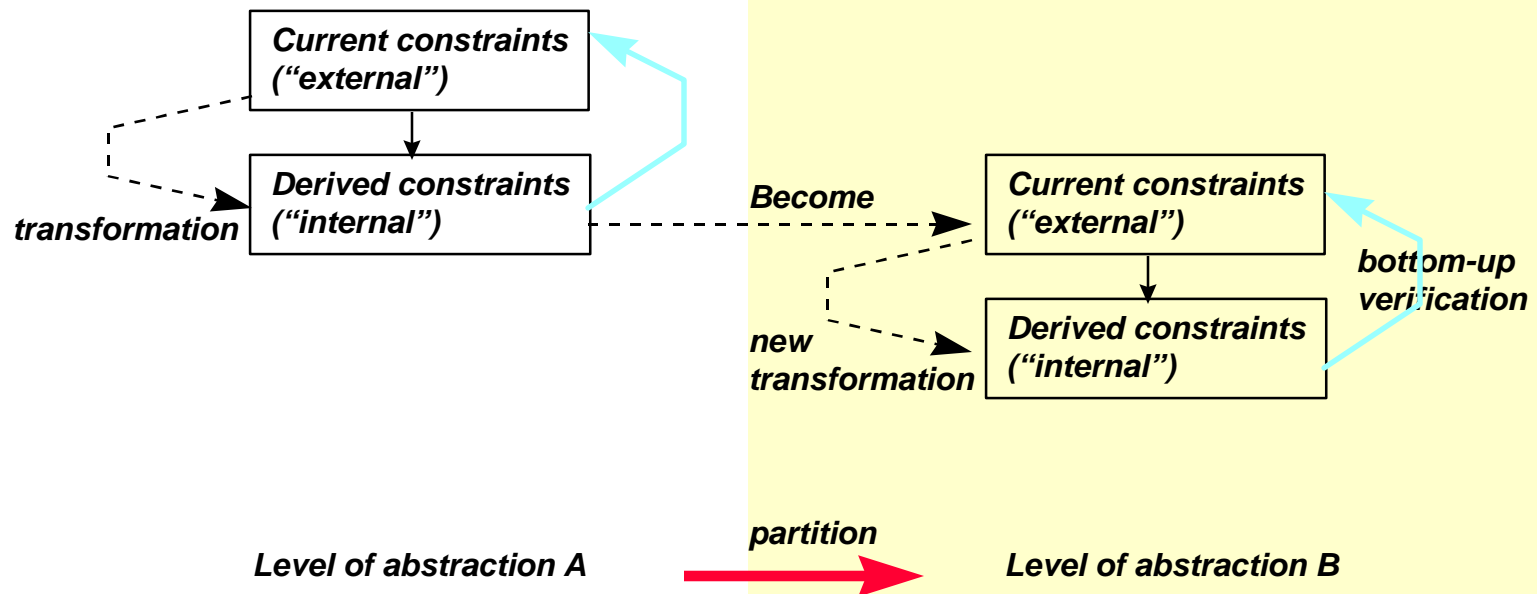 Current constraints
(“external”)
Derived constraints
(“internal”)
transformation
Become
Current constraints
(“external”)
bottom-up
verification
Derived constraints
(“internal”)
new
transformation
partition
Level of abstraction A
Level of abstraction B